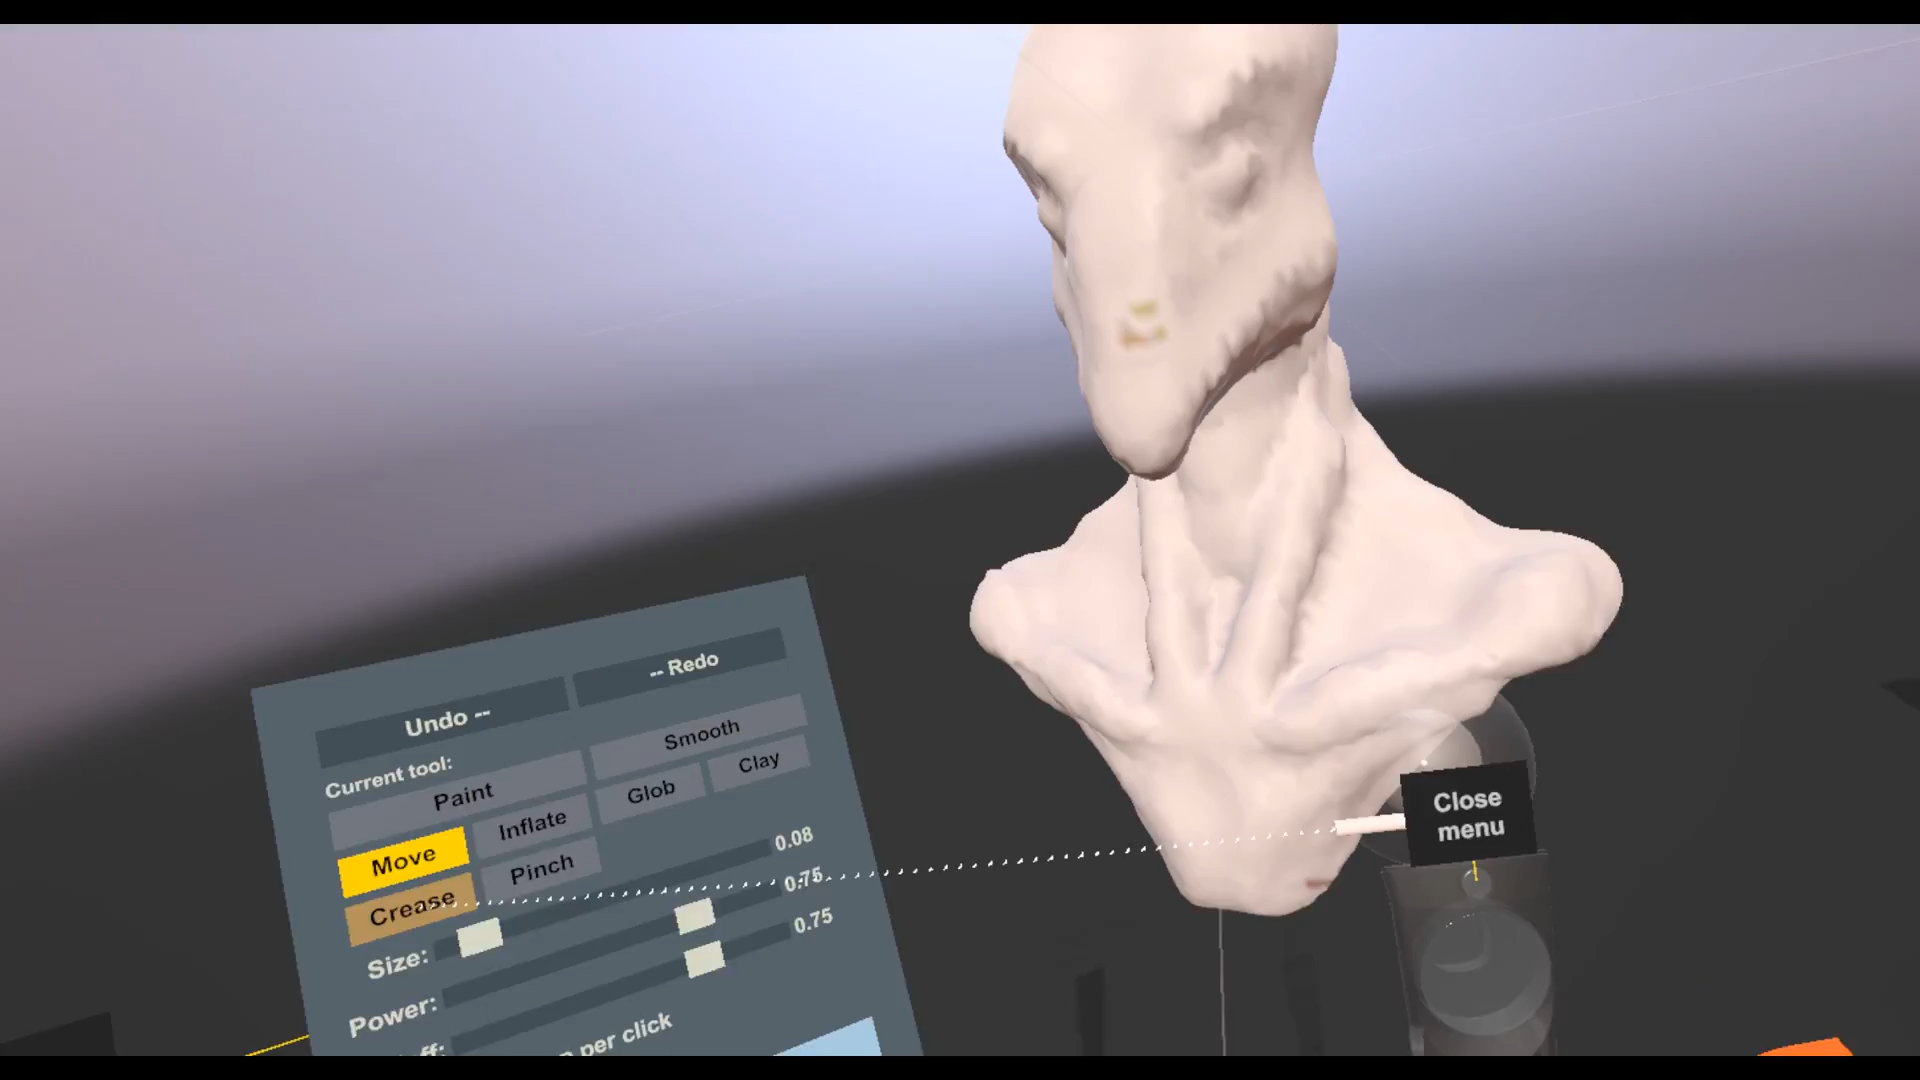 Undo --
-- Redo
Current tool:
Paint
Smooth
Move
Inflate
Glob
Clay
Crease
Pinch
Size:
0.08
Power:
0.75
0.75
per click
Close
menu